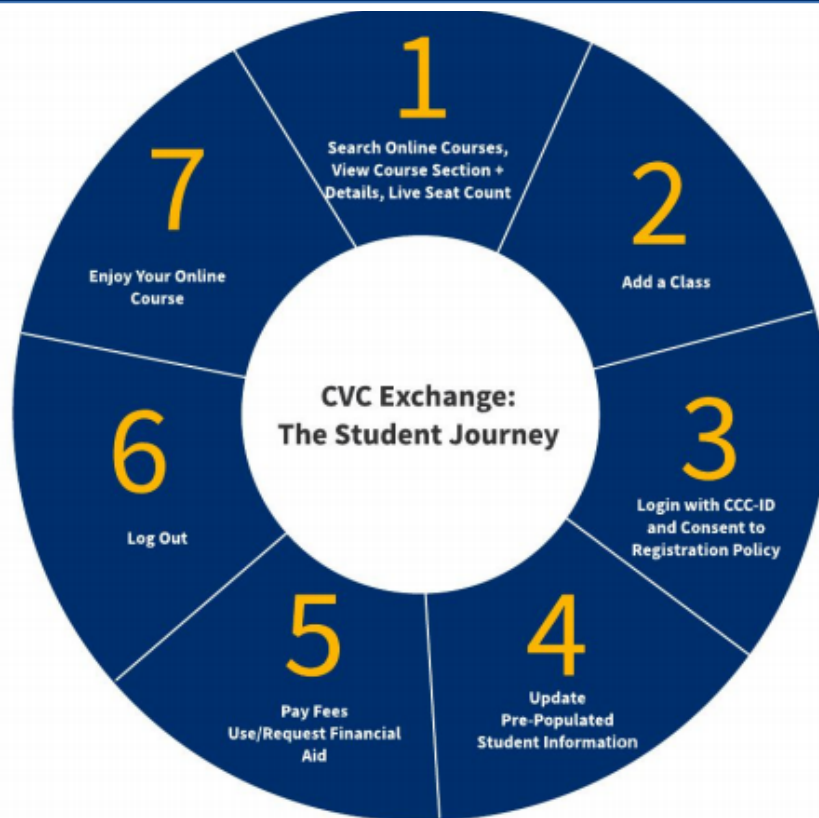 1
Search Online Courses,
View Course Section +
Details, Live Seat Count
2
Add a Class
3
Login with CCC-ID
and Consent to
Registration Policy
4
Update
Pre-Populated
Student Information
5
Pay Fees
Use/Request Financial
Aid
6
Log Out
7
Enjoy Your Online
Course
CVC Exchange:
The Student Journey